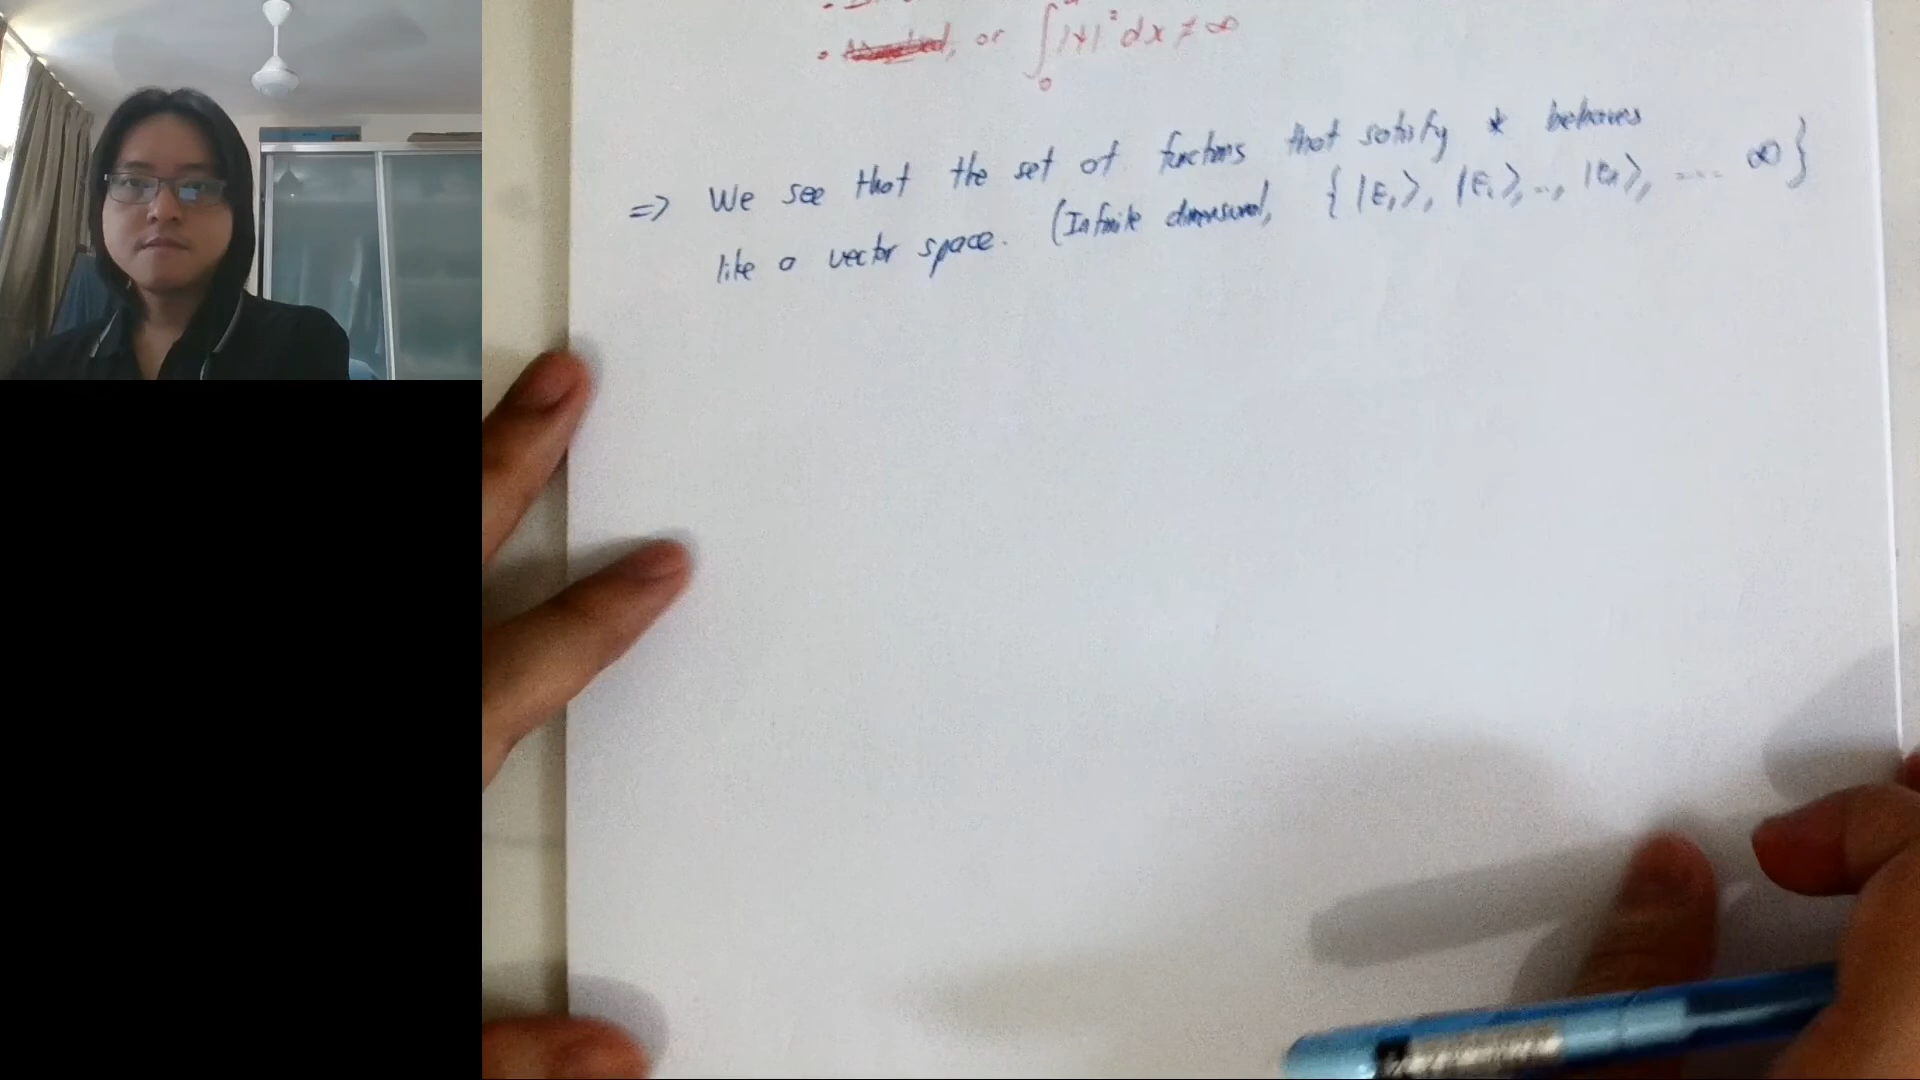 or ∫₀ |ψ|² dx ≠ ∞
⇒ We see that the set of functions that satisfy * behaves
like a vector space. (Infinite dimensional, { |E₁⟩, |E₂⟩, .., |Eₙ⟩, .... ∞ }